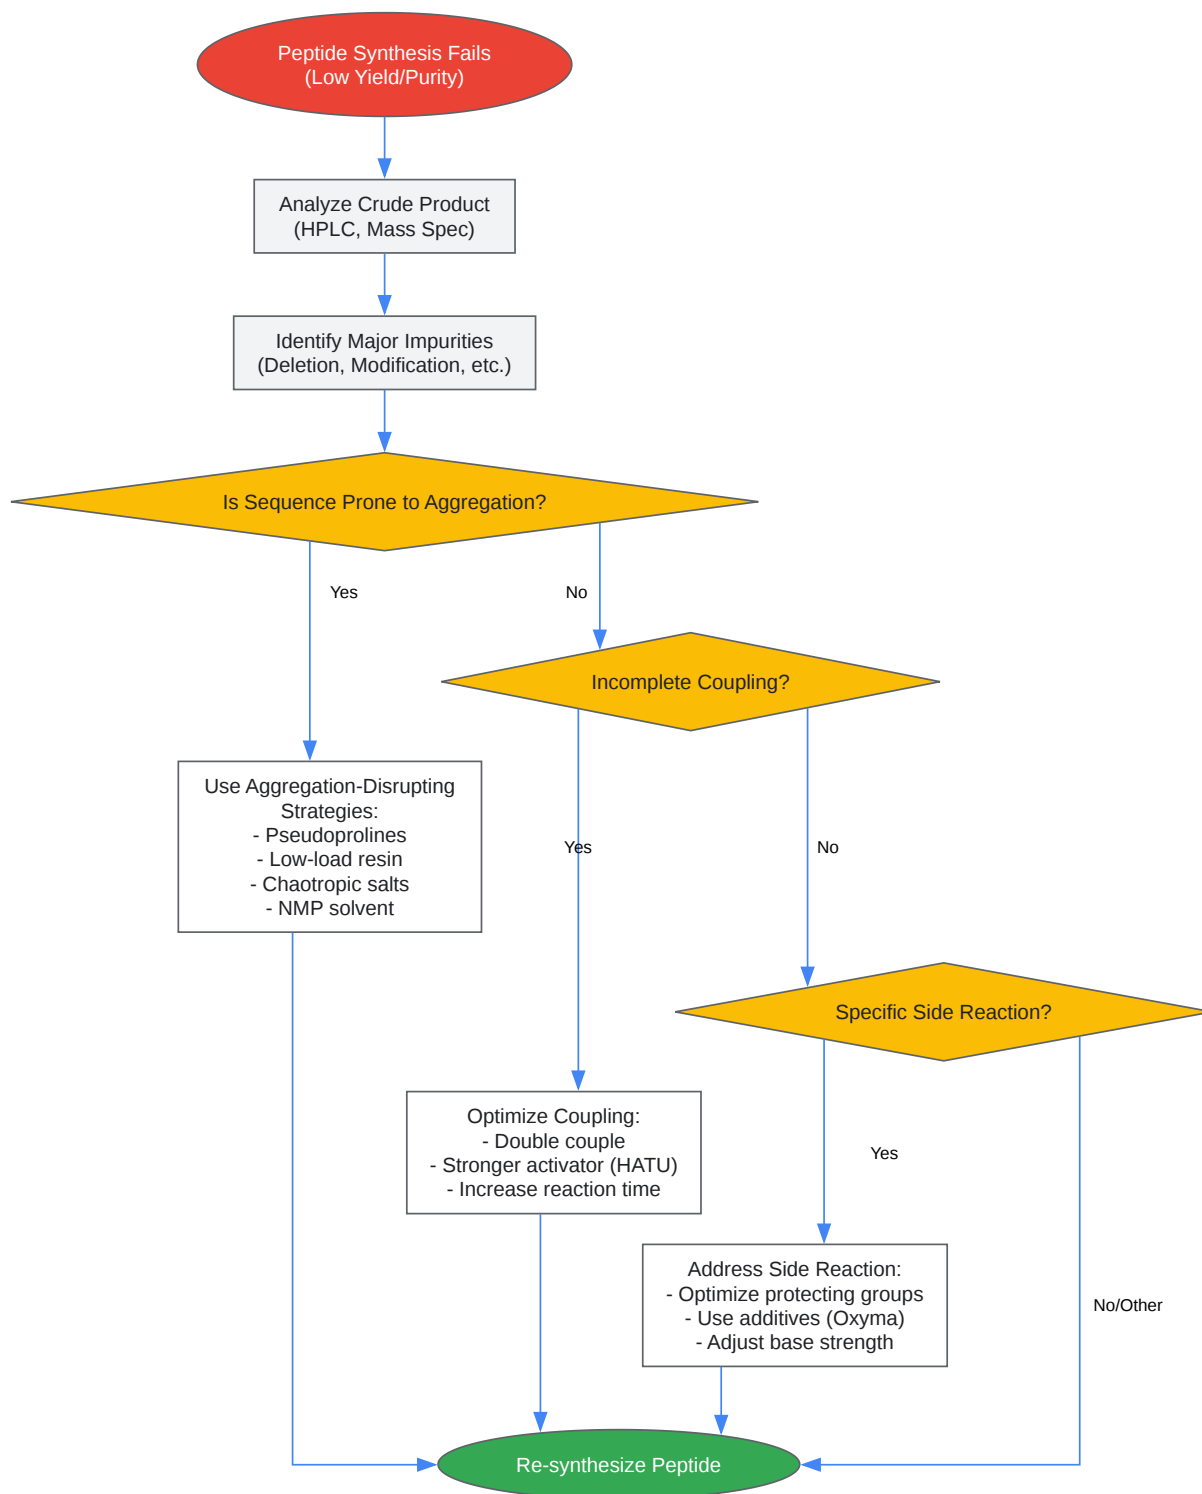 Peptide Synthesis Fails
(Low Yield/Purity)
Analyze Crude Product
(HPLC, Mass Spec)
Identify Major Impurities
(Deletion, Modification, etc.)
Is Sequence Prone to Aggregation?
Yes
No
Incomplete Coupling?
Use Aggregation-Disrupting
Strategies:
- Pseudoprolines
- Low-load resin
- Chaotropic salts
- NMP solvent
Yes
No
Specific Side Reaction?
Optimize Coupling:
- Double couple
- Stronger activator (HATU)
- Increase reaction time
Yes
Address Side Reaction:
- Optimize protecting groups
- Use additives (Oxyma)
- Adjust base strength
No/Other
Re-synthesize Peptide